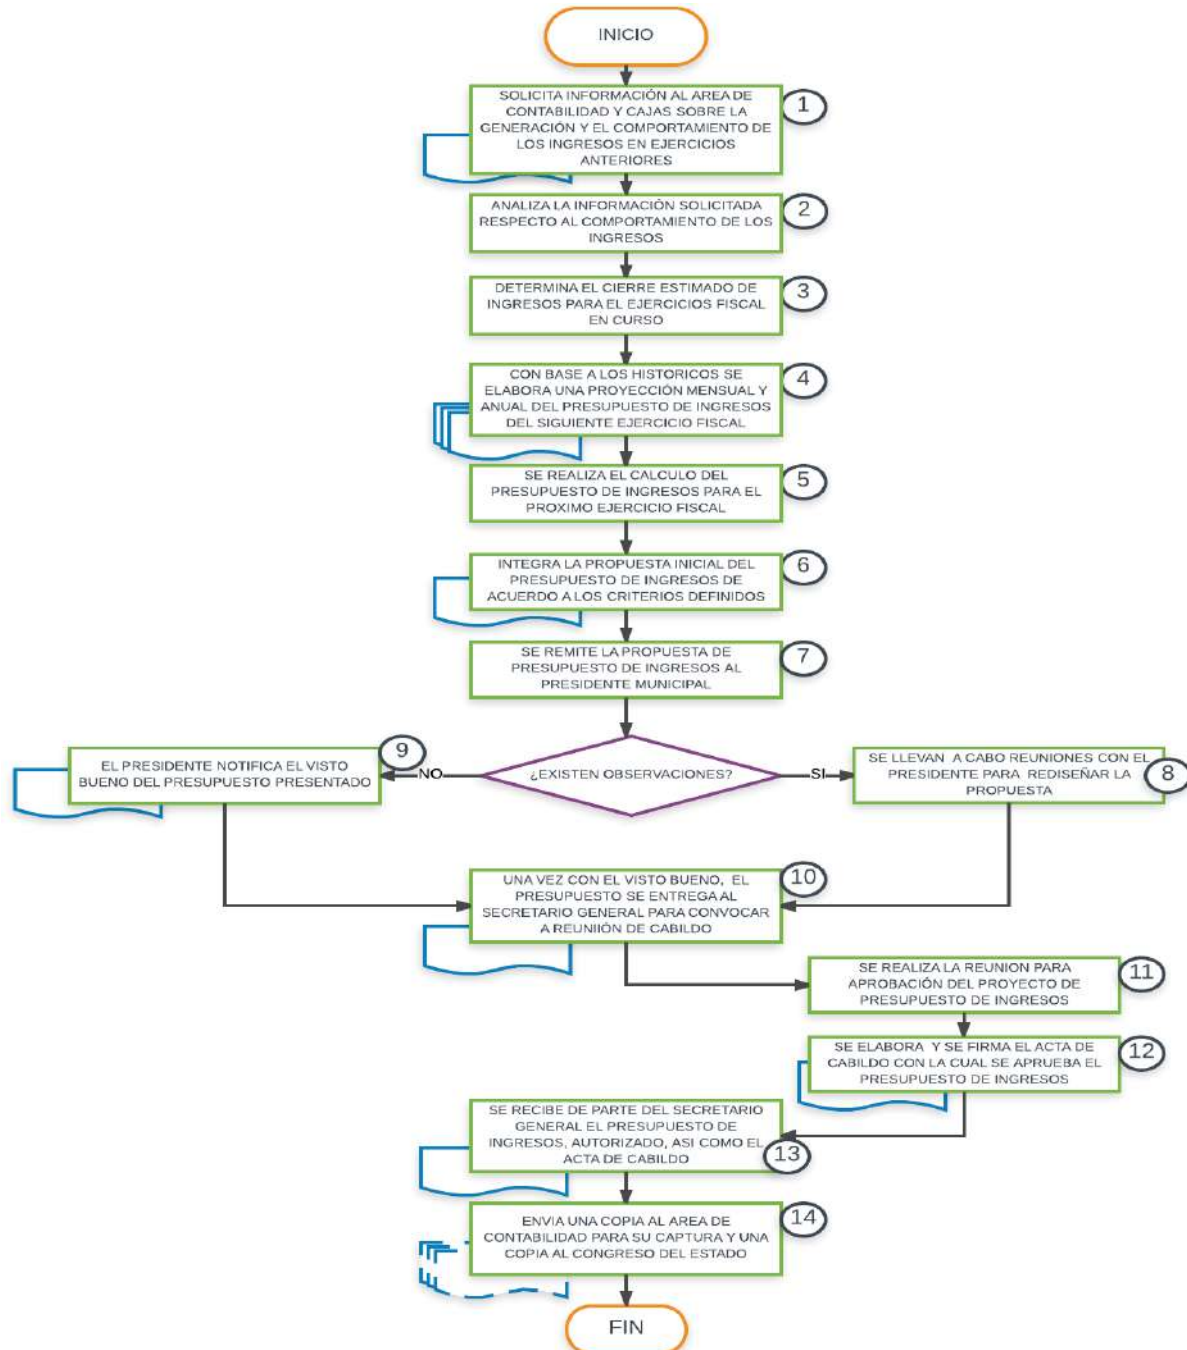 INICIO
1
SOLICITA INFORMACIÓN AL AREA DE
CONTABILIDAD Y CAJAS SOBRE LA
GENERACIÓN Y EL COMPORTAMIENTO DE
LOS INGRESOS EN EJERCICIOS
ANTERIORES
2
ANALIZA LA INFORMACIÓN SOLICITADA
RESPECTO AL COMPORTAMIENTO DE LOS
INGRESOS
3
DETERMINA EL CIERRE ESTIMADO DE
INGRESOS PARA EL EJERCICIOS FISCAL
EN CURSO
4
CON BASE A LOS HISTORICOS SE
ELABORA UNA PROYECCIÓN MENSUAL Y
ANUAL DEL PRESUPUESTO DE INGRESOS
DEL SIGUIENTE EJERCICIO FISCAL
5
SE REALIZA EL CALCULO DEL
PRESUPUESTO DE INGRESOS PARA EL
PROXIMO EJERCICIO FISCAL
6
INTEGRA LA PROPUESTA INICIAL DEL
PRESUPUESTO DE INGRESOS DE
ACUERDO A LOS CRITERIOS DEFINIDOS
7
SE REMITE LA PROPUESTA DE
PRESUPUESTO DE INGRESOS AL
PRESIDENTE MUNICIPAL
9
EL PRESIDENTE NOTIFICA EL VISTO
BUENO DEL PRESUPUESTO PRESENTADO
NO
¿EXISTEN OBSERVACIONES?
SI
SE LLEVAN A CABO REUNIONES CON EL
PRESIDENTE PARA REDISEÑAR LA
PROPUESTA
8
10
UNA VEZ CON EL VISTO BUENO, EL
PRESUPUESTO SE ENTREGA AL
SECRETARIO GENERAL PARA CONVOCAR
A REUNIIÓN DE CABILDO
11
SE REALIZA LA REUNION PARA
APROBACIÓN DEL PROYECTO DE
PRESUPUESTO DE INGRESOS
12
SE ELABORA Y SE FIRMA EL ACTA DE
CABILDO CON LA CUAL SE APRUEBA EL
PRESUPUESTO DE INGRESOS
SE RECIBE DE PARTE DEL SECRETARIO
GENERAL EL PRESUPUESTO DE
INGRESOS, AUTORIZADO, ASI COMO EL
ACTA DE CABILDO
13
14
ENVIA UNA COPIA AL AREA DE
CONTABILIDAD PARA SU CAPTURA Y UNA
COPIA AL CONGRESO DEL ESTADO
FIN